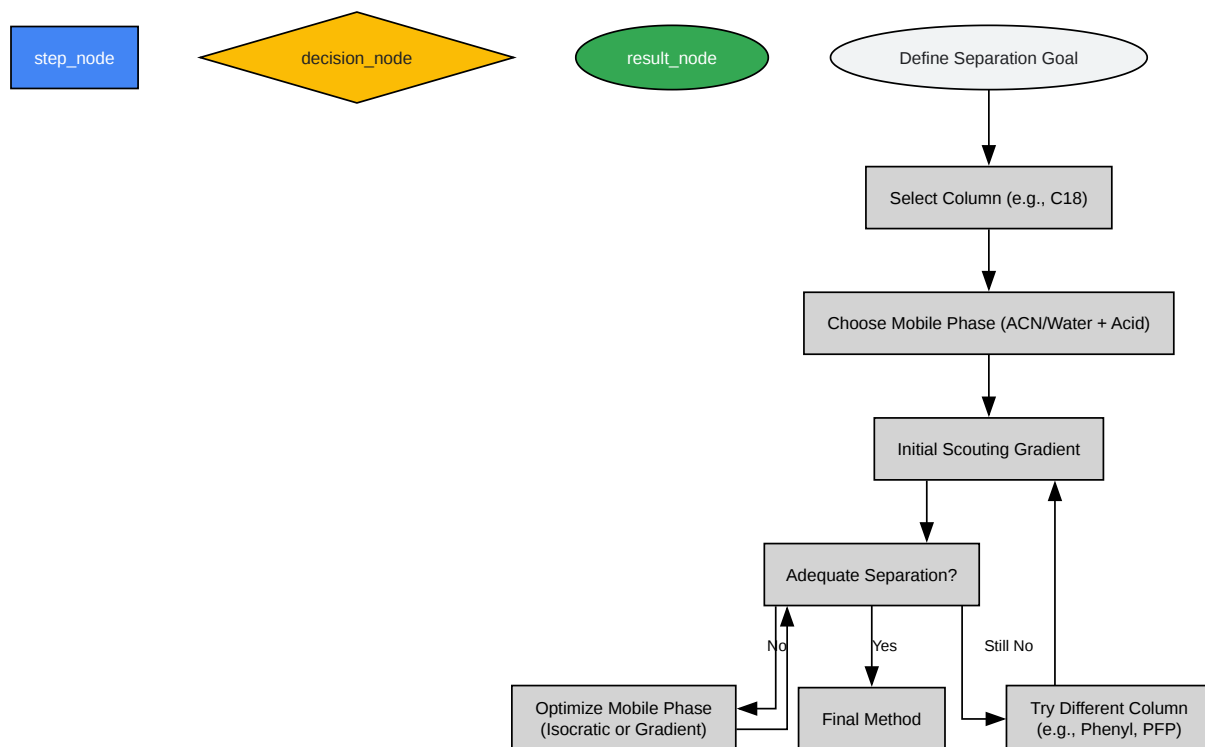 step_node
decision_node
result_node
Define Separation Goal
Select Column (e.g., C18)
Choose Mobile Phase (ACN/Water + Acid)
Initial Scouting Gradient
Adequate Separation?
No
Yes
Still No
Optimize Mobile Phase
(Isocratic or Gradient)
Final Method
Try Different Column
(e.g., Phenyl, PFP)